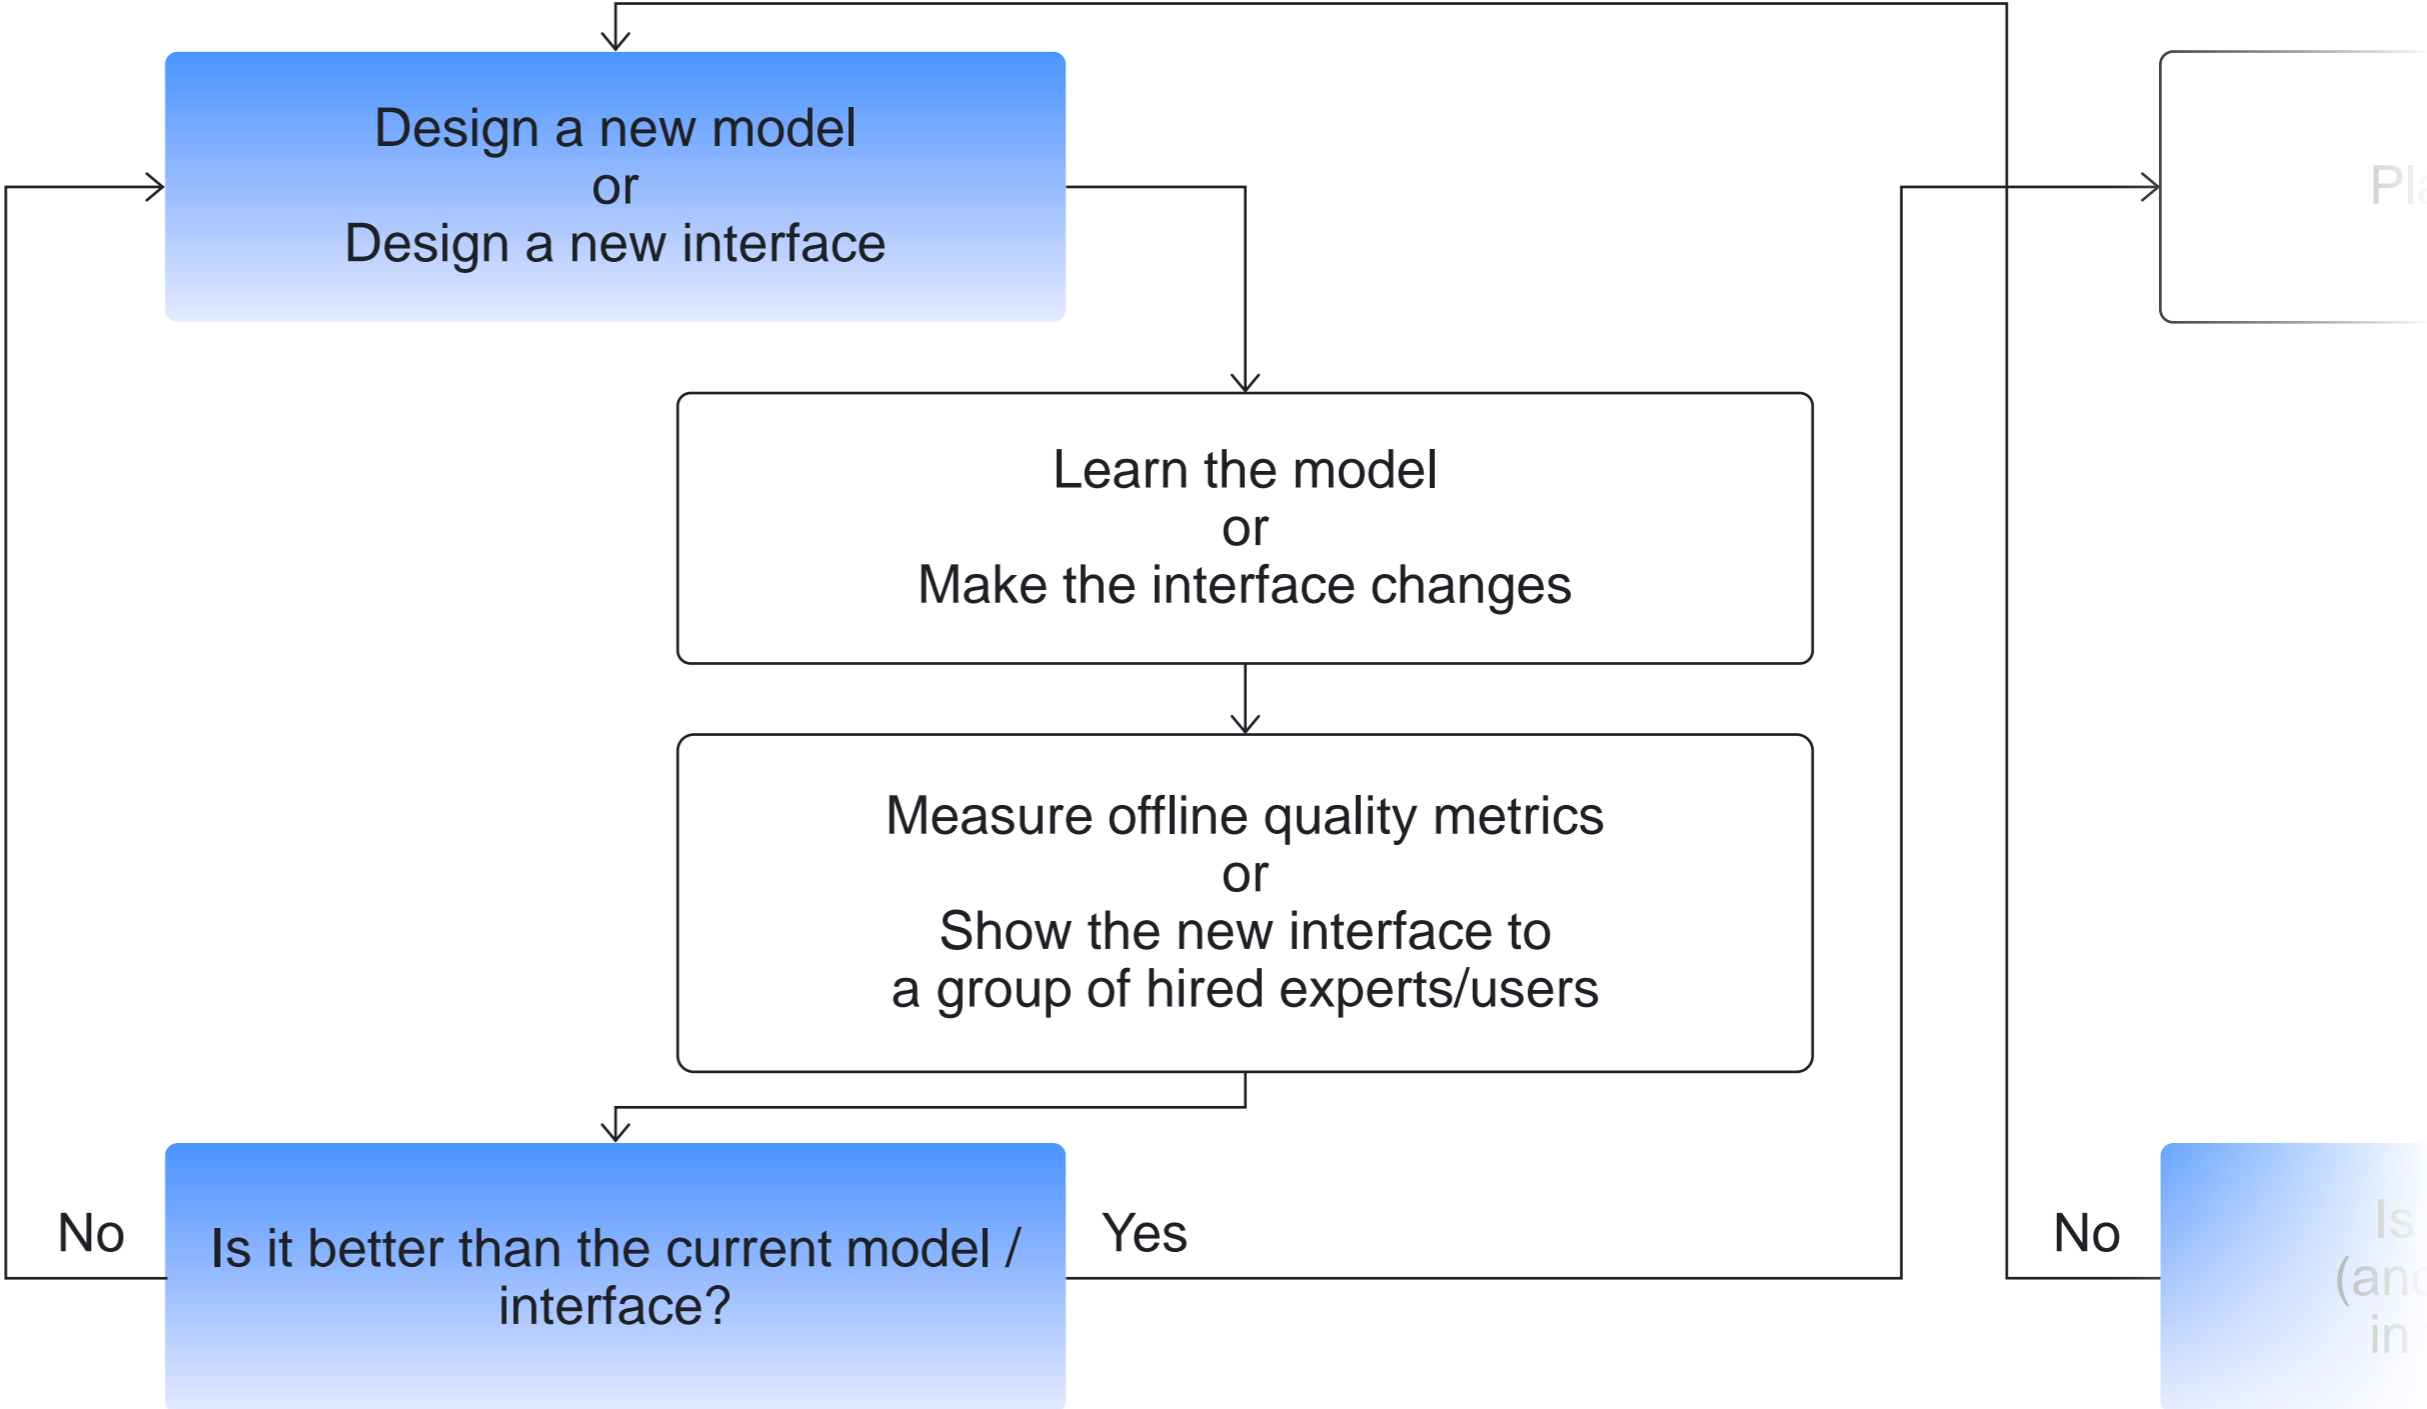 Design a new model
or
Design a new interface
Learn the model
or
Make the interface changes
Measure offline quality metrics
or
Show the new interface to
a group of hired experts/users
No
Is it better than the current model /
interface?
Yes
No
Is
in